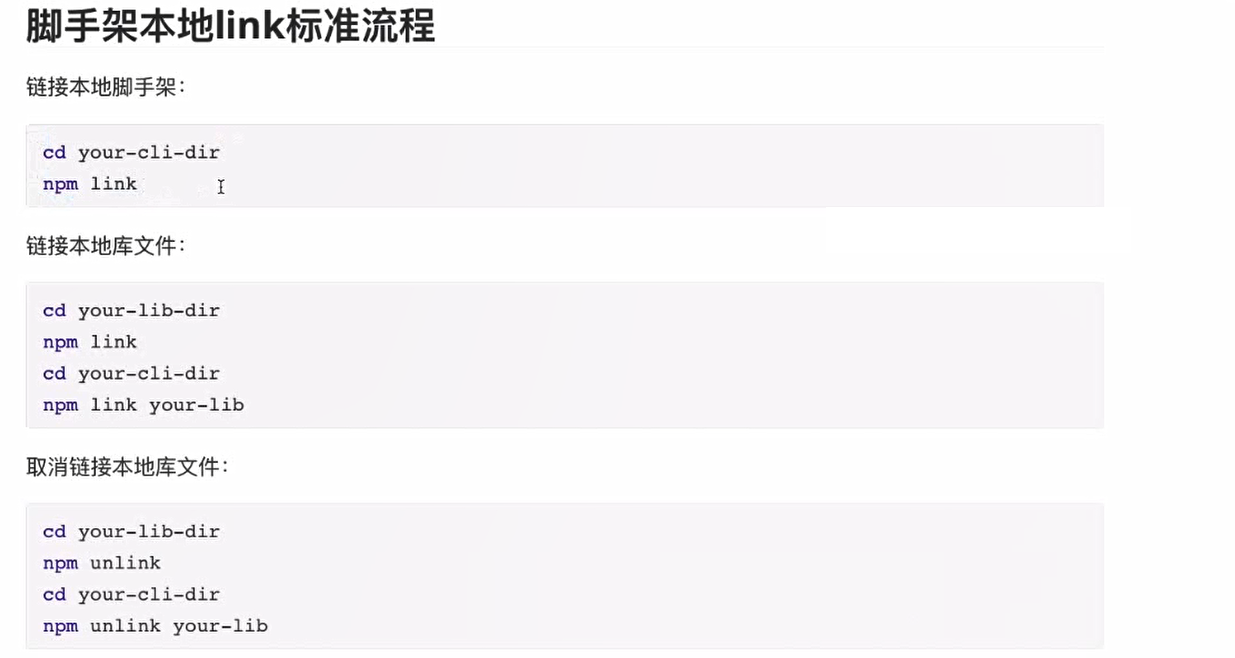 脚手架本地link标准流程
链接本地脚手架：
cd your-cli-dir
npm link
链接本地库文件：
cd your-lib-dir
npm link
cd your-cli-dir
npm link your-lib
取消链接本地库文件：
cd your-lib-dir
npm unlink
cd your-cli-dir
npm unlink your-lib